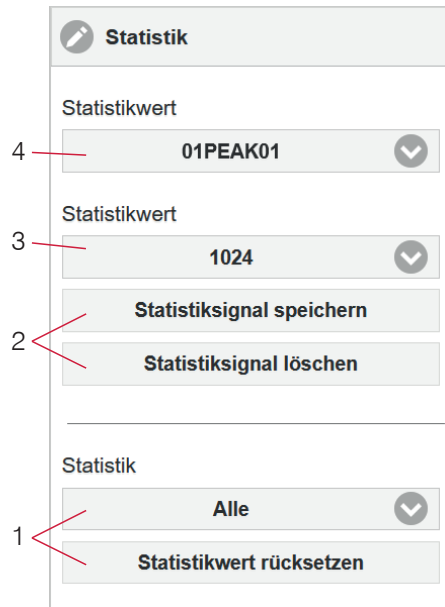 Statistik
Statistikwert
4 01PEAK01
Statistikwert
3 1024
Statistiksignal speichern
2
Statistiksignal löschen
Statistik
Alle
1
Statistikwert rücksetzen